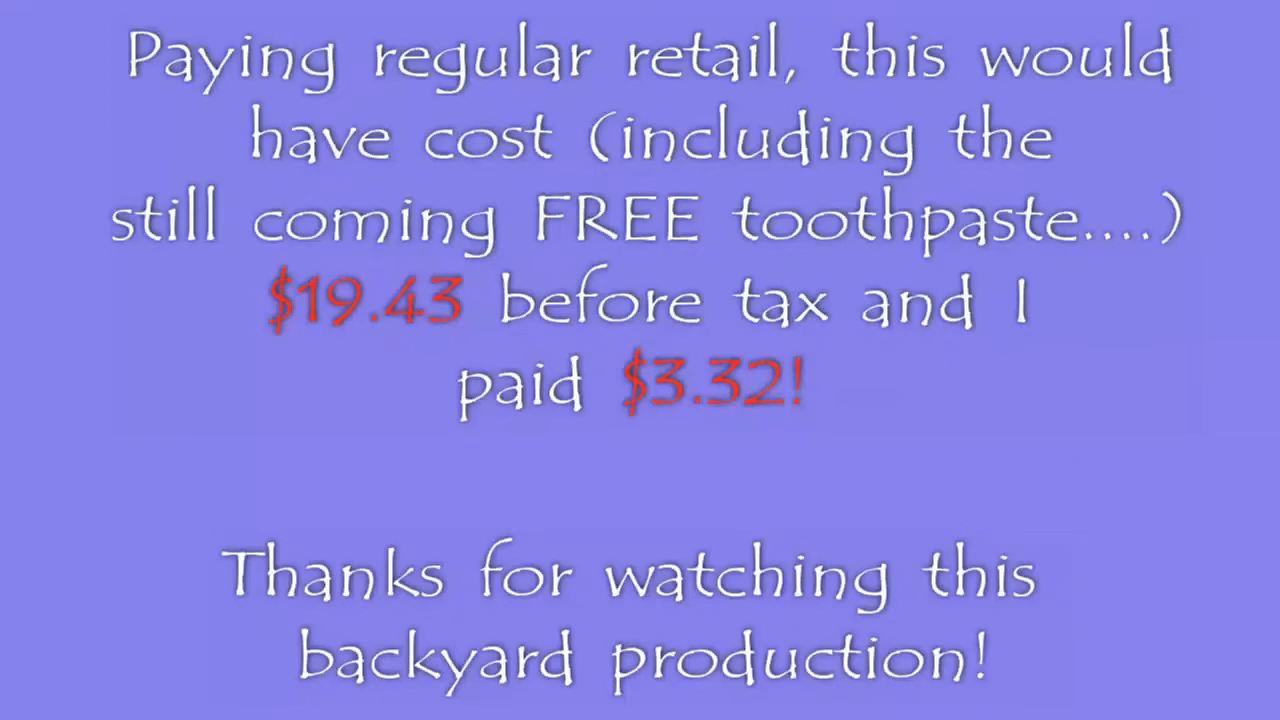 Paying regular retail, this would
have cost (including the
still coming FREE toothpaste....)
$19.43 before tax and I
paid $3.32!
Thanks for watching this
backyard production!